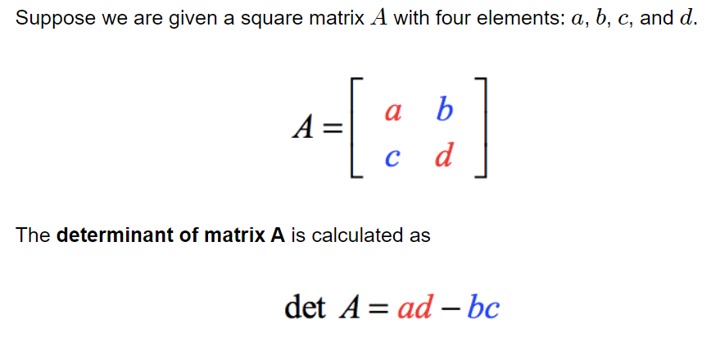 Suppose we are given a square matrix A with four elements: a, b, c, and d.
A = [ a b
c d ]
The determinant of matrix A is calculated as
det A = ad – bc